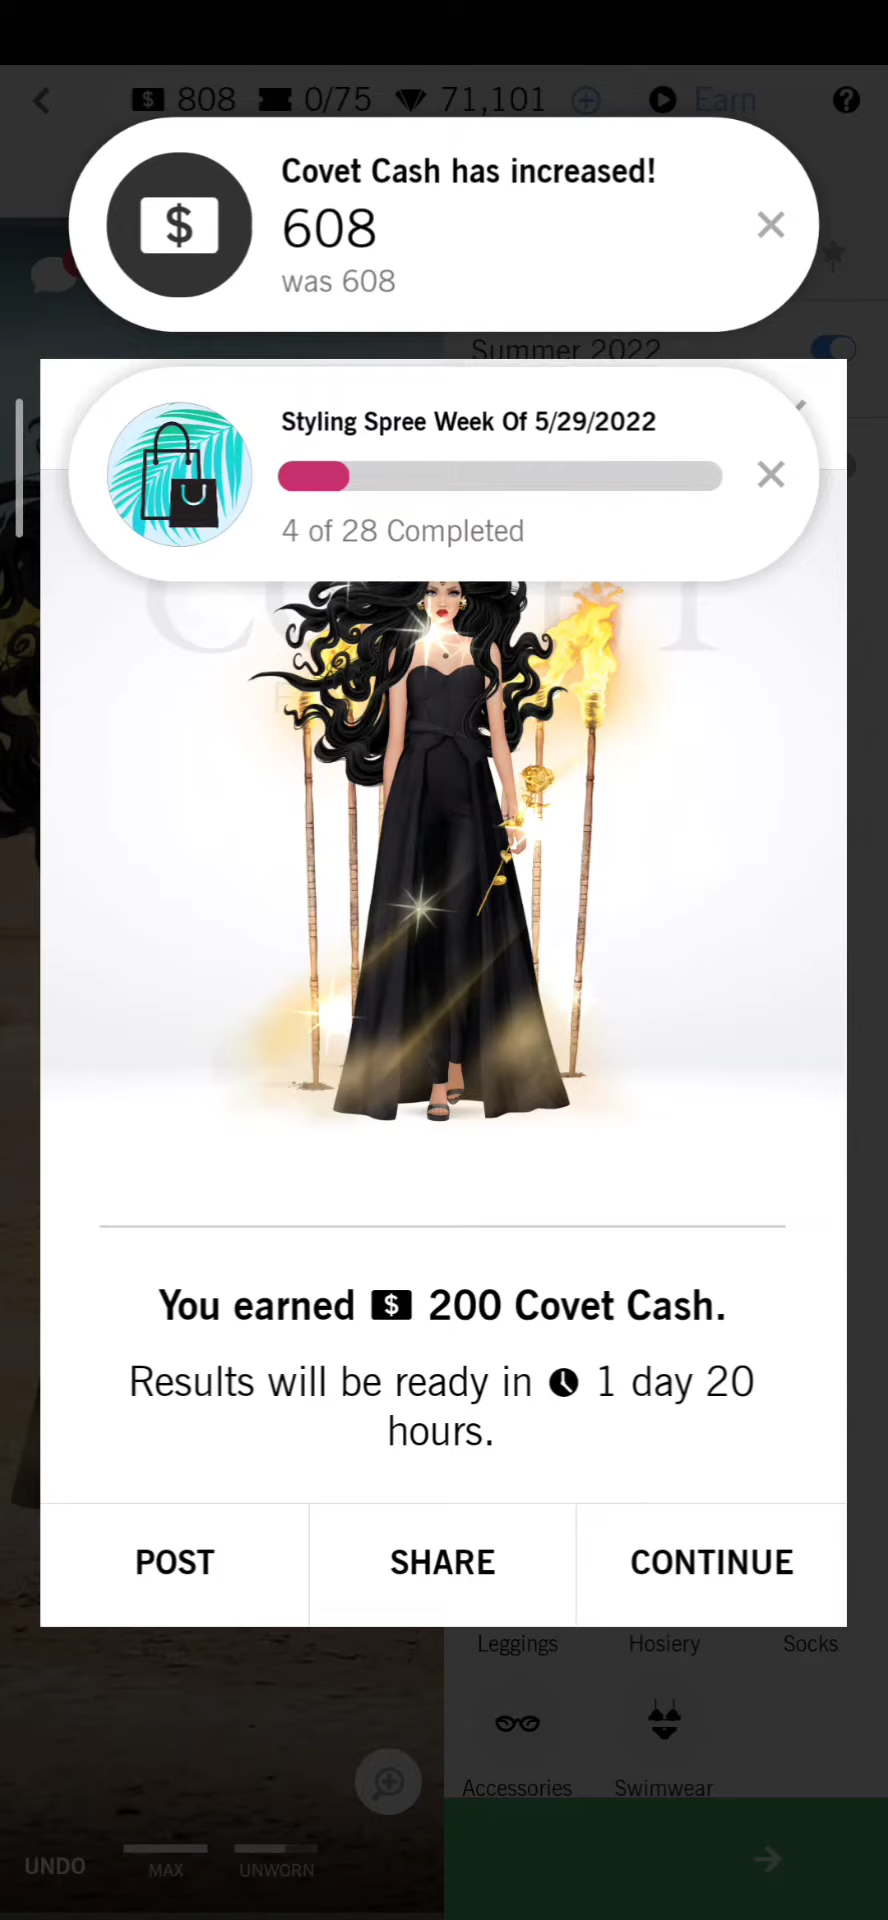 808 0/75 71,101 Earn ?
Covet Cash has increased!
608
was 608
Summer 2022
Styling Spree Week Of 5/29/2022
4 of 28 Completed
You earned $ 200 Covet Cash.
Results will be ready in 1 day 20
hours.
POST SHARE CONTINUE
Leggings Hosiery Socks
Accessories Swimwear
UNDO MAX UNWORN